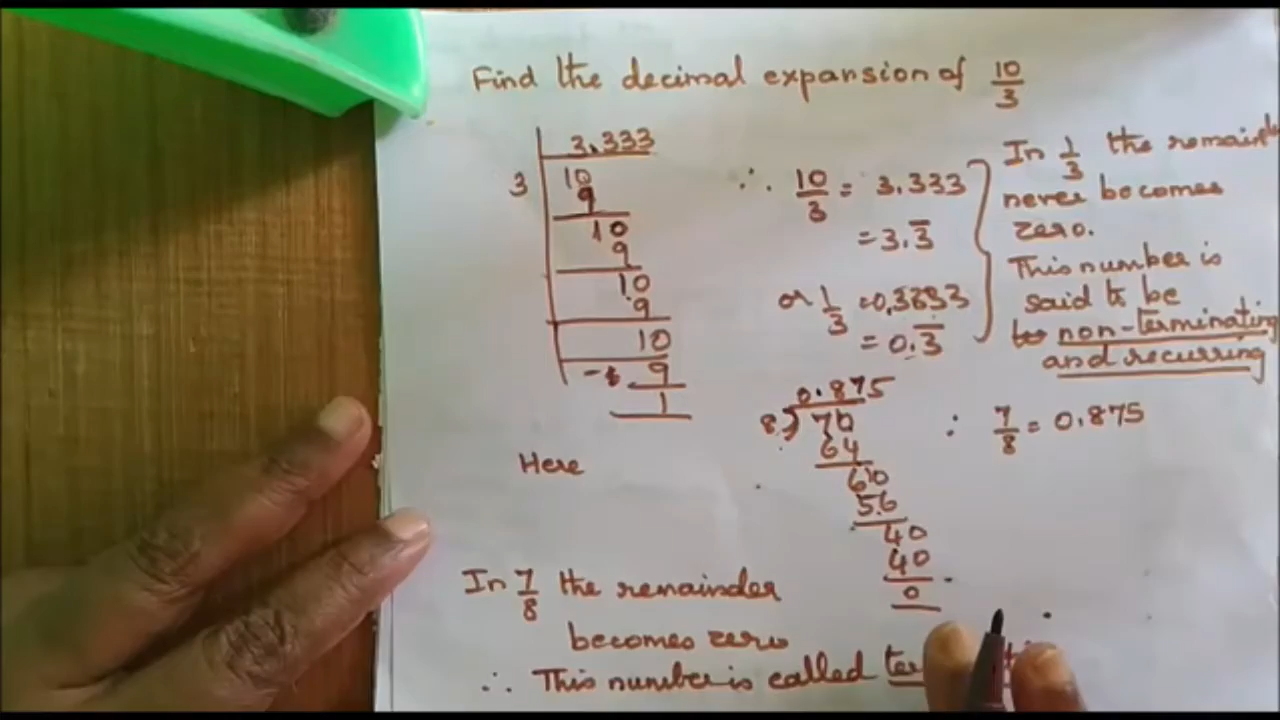 Find the decimal expansion of 10/3
3.333
3
10
9
10
9
10
9
10
9
1
∴ 10/3 = 3.333
= 3.3̅
or 1/3 = 0.3333
= 0.3̅
In 1/3 the
never becomes
zero.
This number is
said to be
non-terminating
and recurring
0.875
8)70
64
60
56
40
40
0
∴ 7/8 = 0.875
Here
In 7/8 the remainder
becomes zero
∴ This number is called